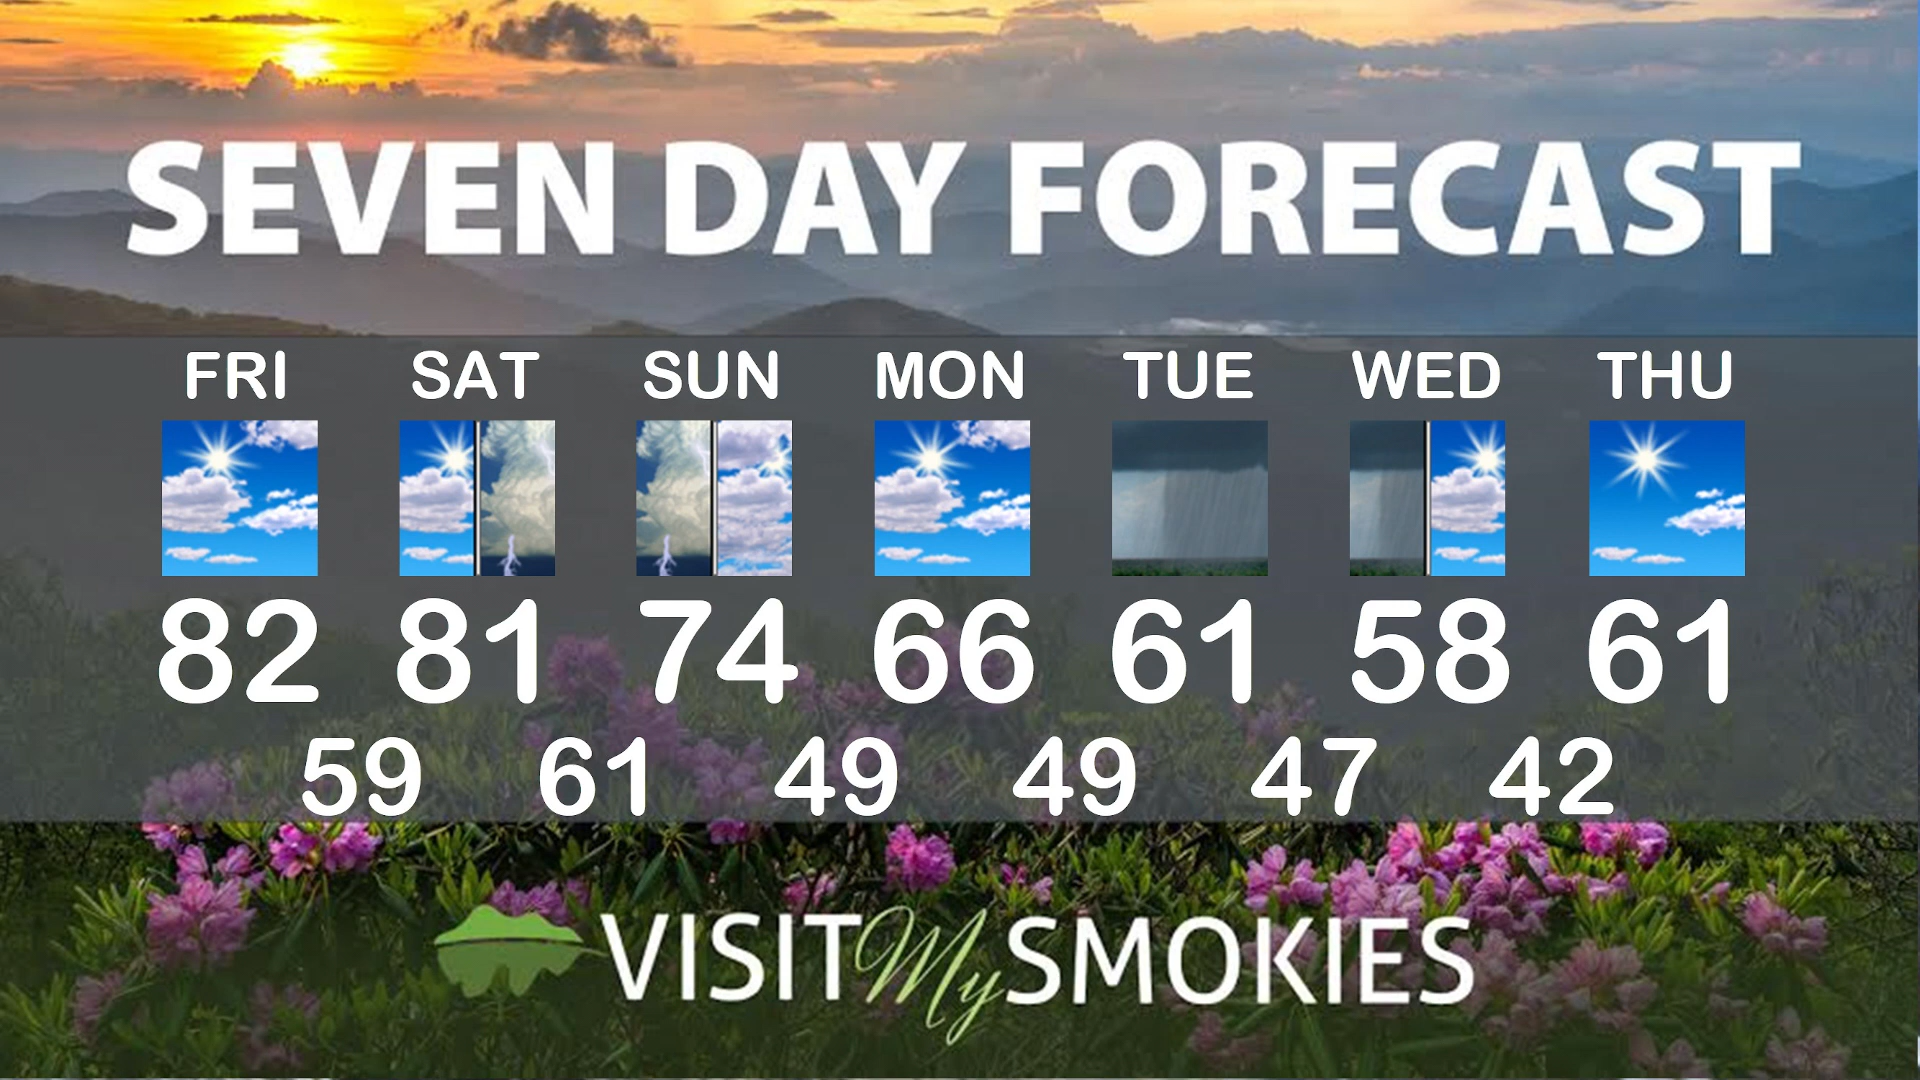 SEVEN DAY FORECAST
FRI SAT SUN MON TUE WED THU
82 81 74 66 61 58 61
59 61 49 49 47 42
VISIT My SMOKIES